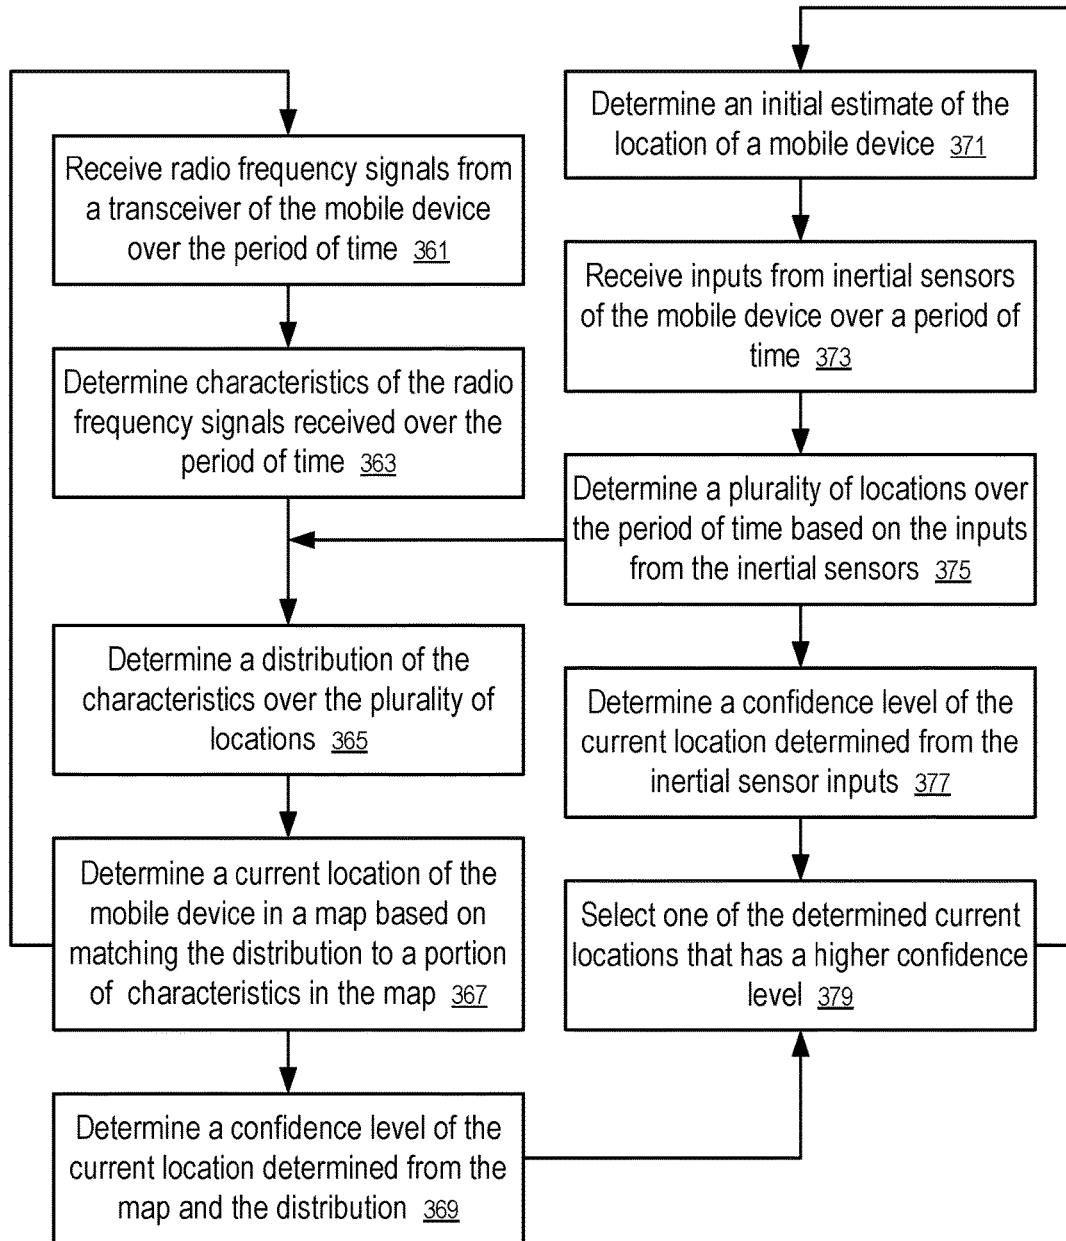 Receive radio frequency signals from
a transceiver of the mobile device
over the period of time 361
Determine characteristics of the radio
frequency signals received over the
period of time 363
Determine a distribution of the
characteristics over the plurality of
locations 365
Determine a current location of the
mobile device in a map based on
matching the distribution to a portion
of characteristics in the map 367
Determine a confidence level of the
current location determined from the
map and the distribution 369
Determine an initial estimate of the
location of a mobile device 371
Receive inputs from inertial sensors
of the mobile device over a period of
time 373
Determine a plurality of locations over
the period of time based on the inputs
from the inertial sensors 375
Determine a confidence level of the
current location determined from the
inertial sensor inputs 377
Select one of the determined current
locations that has a higher confidence
level 379